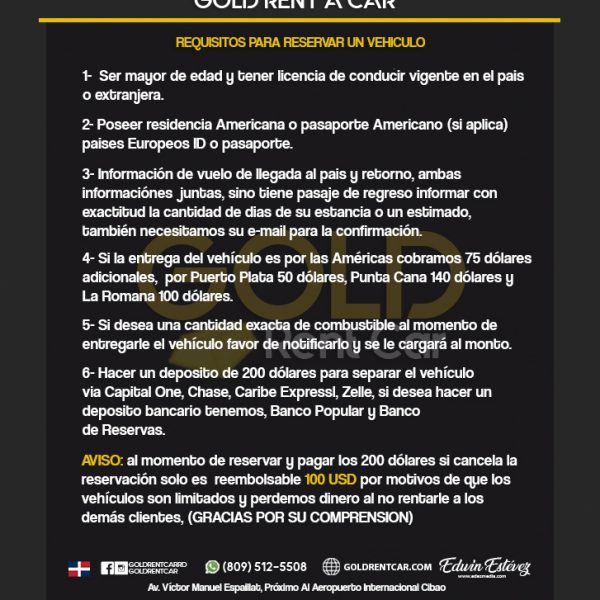 GOLD RENT A CAR
REQUISITOS PARA RESERVAR UN VEHICULO
1- Ser mayor de edad y tener licencia de conducir vigente en el pais
o extranjera.
2- Poseer residencia Americana o pasaporte Americano (si aplica)
paises Europeos ID o pasaporte.
3- Información de vuelo de llegada al pais y retorno, ambas
informaciónes juntas, sino tiene pasaje de regreso informar con
exactitud la cantidad de dias de su estancia o un estimado,
también necesitamos su e-mail para la confirmación.
4- Si la entrega del vehículo es por las Américas cobramos 75 dólares
adicionales, por Puerto Plata 50 dólares, Punta Cana 140 dólares y
La Romana 100 dólares.
5- Si desea una cantidad exacta de combustible al momento de
entregarle el vehículo favor de notificarlo y se le cargará al monto.
6- Hacer un deposito de 200 dólares para separar el vehículo
via Capital One, Chase, Caribe Expressl, Zelle, si desea hacer un
deposito bancario tenemos, Banco Popular y Banco
de Reservas.
AVISO: al momento de reservar y pagar los 200 dólares si cancela la
reservación solo es reembolsable 100 USD por motivos de que los
vehículos son limitados y perdemos dinero al no rentarle a los
demás clientes, (GRACIAS POR SU COMPRENSION)
GOLD
Rent Car
GOLDRENTCARRD
GOLDRENTCAR
(809) 512-5508
GOLDRENTCAR.COM
Edwin Estévez
www.edesmedia.com
Av. Víctor Manuel Espaillat, Próximo Al Aeropuerto Internacional Cibao